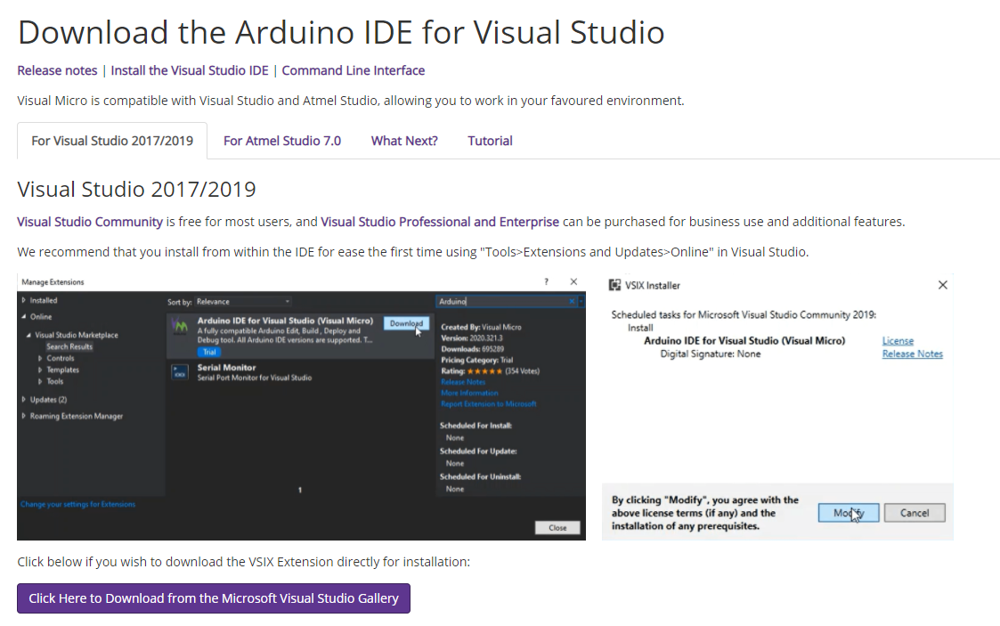 Download the Arduino IDE for Visual Studio
Release notes | Install the Visual Studio IDE | Command Line Interface
Visual Micro is compatible with Visual Studio and Atmel Studio, allowing you to work in your favoured environment.
For Visual Studio 2017/2019
For Atmel Studio 7.0
What Next?
Tutorial
Visual Studio 2017/2019
Visual Studio Community is free for most users, and Visual Studio Professional and Enterprise can be purchased for business use and additional features.
We recommend that you install from within the IDE for ease the first time using "Tools>Extensions and Updates>Online" in Visual Studio.
Manage Extensions
? 
Installed
Online
Visual Studio Marketplace
Search Results
Controls
Templates
Tools
Updates (2)
Roaming Extension Manager
Change your settings for Extensions
Sort by: Relevance
Arduino IDE for Visual Studio (Visual Micro)
A fully compatible Arduino Edit, Build , Deploy and
Debug tool. All Arduino IDE versions are supported. T...
Trial
Download
Serial Monitor
Serial Port Monitor for Visual Studio
1
Arduino
Created By: Visual Micro
Version: 2020.321.3
Downloads: 695289
Pricing Category: Trial
Rating: ★★★★★ (354 Votes)
Release Notes
More Information
Report Extension to Microsoft
Scheduled For Install:
None
Scheduled For Update:
None
Scheduled For Uninstall:
None
Close
VSIX Installer
Scheduled tasks for Microsoft Visual Studio Community 2019:
Install
Arduino IDE for Visual Studio (Visual Micro)
License
Digital Signature: None
Release Notes
By clicking "Modify", you agree with the
above license terms (if any) and the
installation of any prerequisites.
Modify
Cancel
Click below if you wish to download the VSIX Extension directly for installation:
Click Here to Download from the Microsoft Visual Studio Gallery